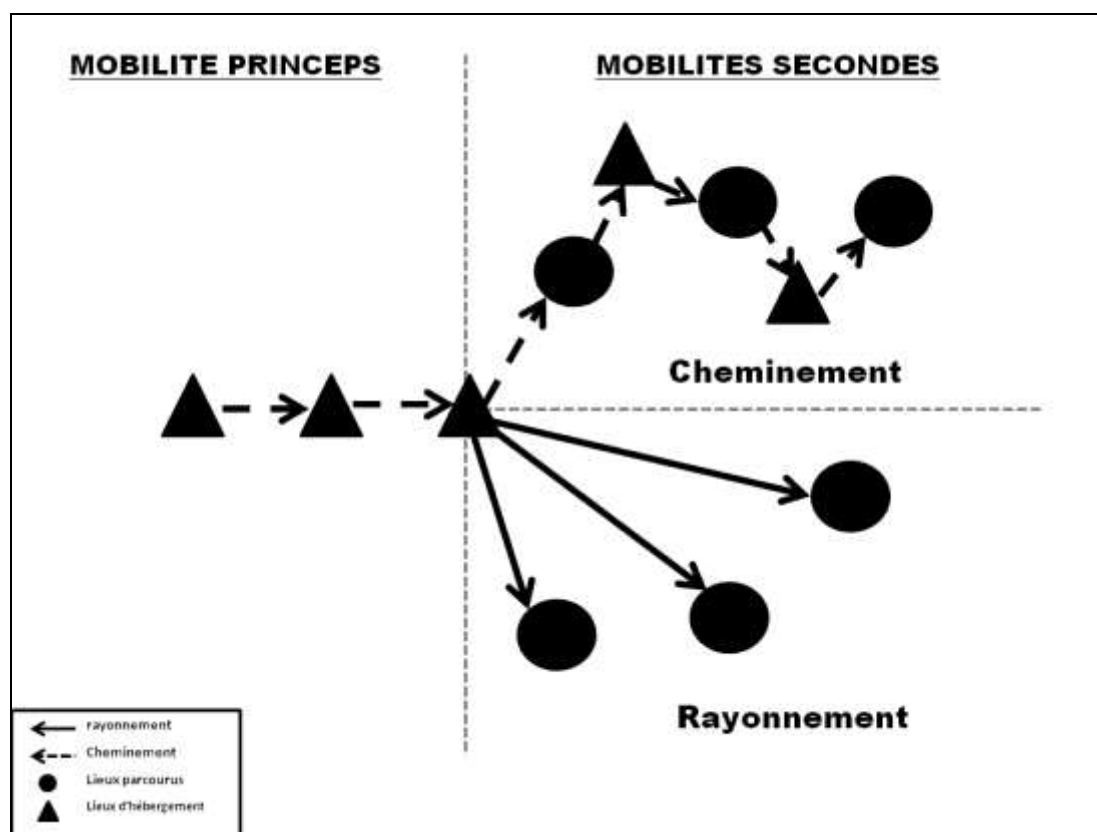 MOBILITE PRINCEPS
MOBILITES SECONDES
Cheminement
Rayonnement
rayonnement
Cheminement
Lieux parcourus
Lieux d'hébergement